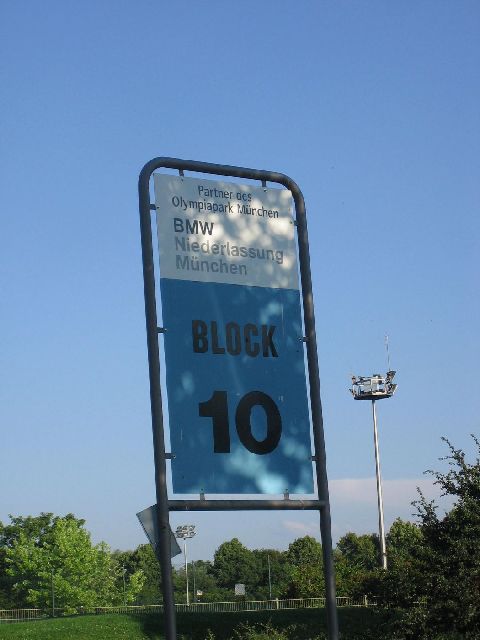 Partner des
Olympiapark München
BMW
Niederlassung
München
BLOCK
10